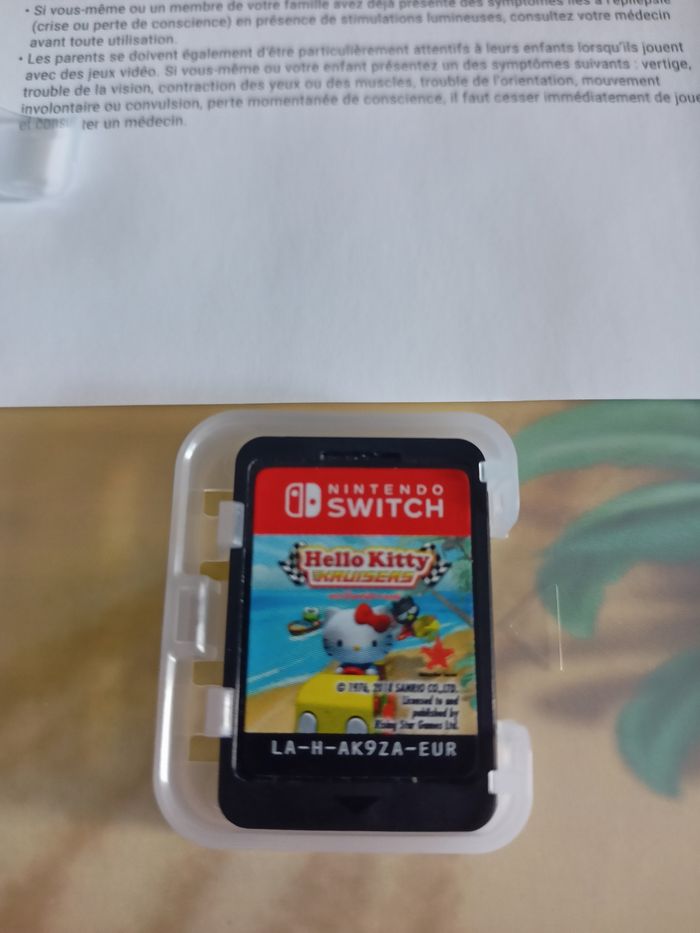 • Si vous-même ou un membre de votre famille avez déjà présenté des symptômes liés à l'épilepsie
(crise ou perte de conscience) en présence de stimulations lumineuses, consultez votre médecin
avant toute utilisation.
• Les parents se doivent également d'être particulièrement attentifs à leurs enfants lorsqu'ils jouent
avec des jeux vidéo. Si vous-même ou votre enfant présentez un des symptômes suivants : vertige,
trouble de la vision, contraction des yeux ou des muscles, trouble de l'orientation, mouvement
involontaire ou convulsion, perte momentanée de conscience, il faut cesser immédiatement de joue
et consu ter un médecin.
NINTENDO
SWITCH
Hello Kitty
KRUISERS
© 1976, 2018 SANRIO CO.,LTD.
Licensed to and
published by
Rising Star Games Ltd.
LA-H-AK9ZA-EUR